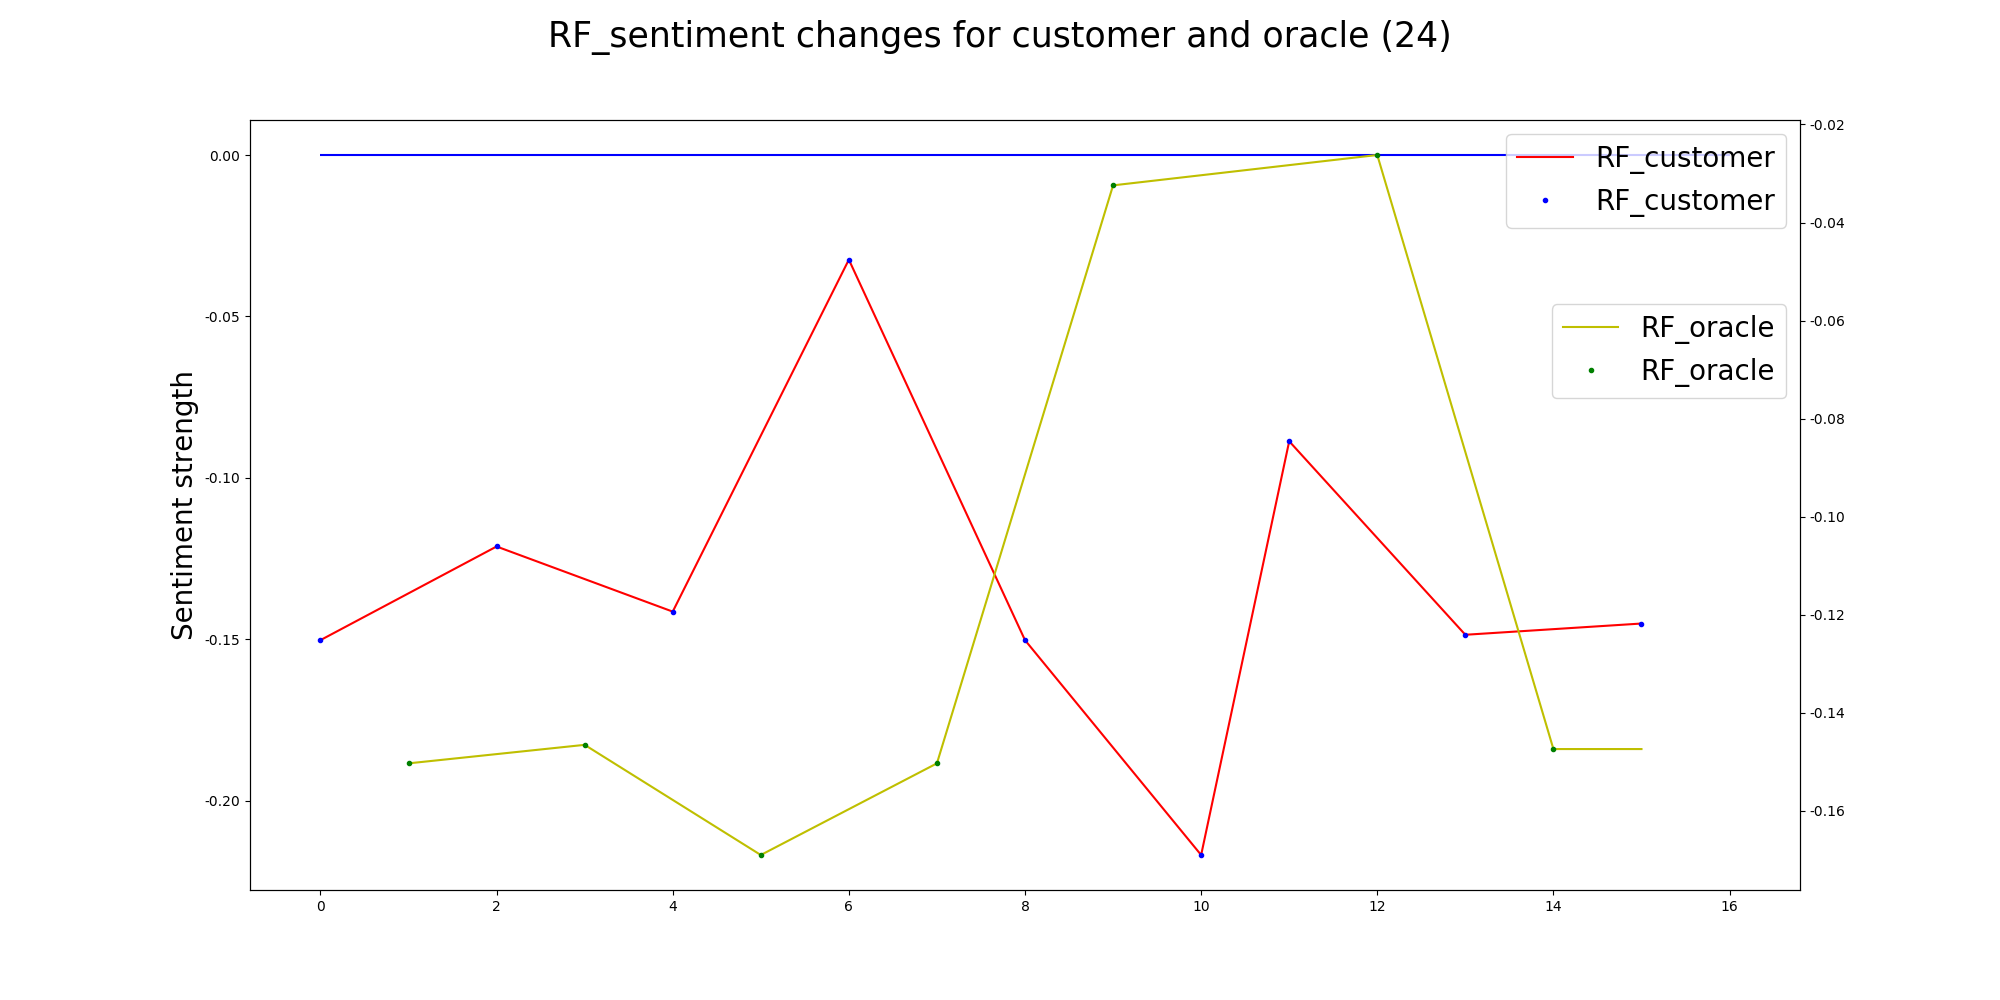 RF_sentiment changes for customer and oracle (24)
Sentiment strength
0.00
-0.05
-0.10
-0.15
-0.20
0 2 4 6 8 10 12 14 16
-0.02
-0.04
-0.06
-0.08
-0.10
-0.12
-0.14
-0.16
RF_customer
RF_customer
RF_oracle
RF_oracle